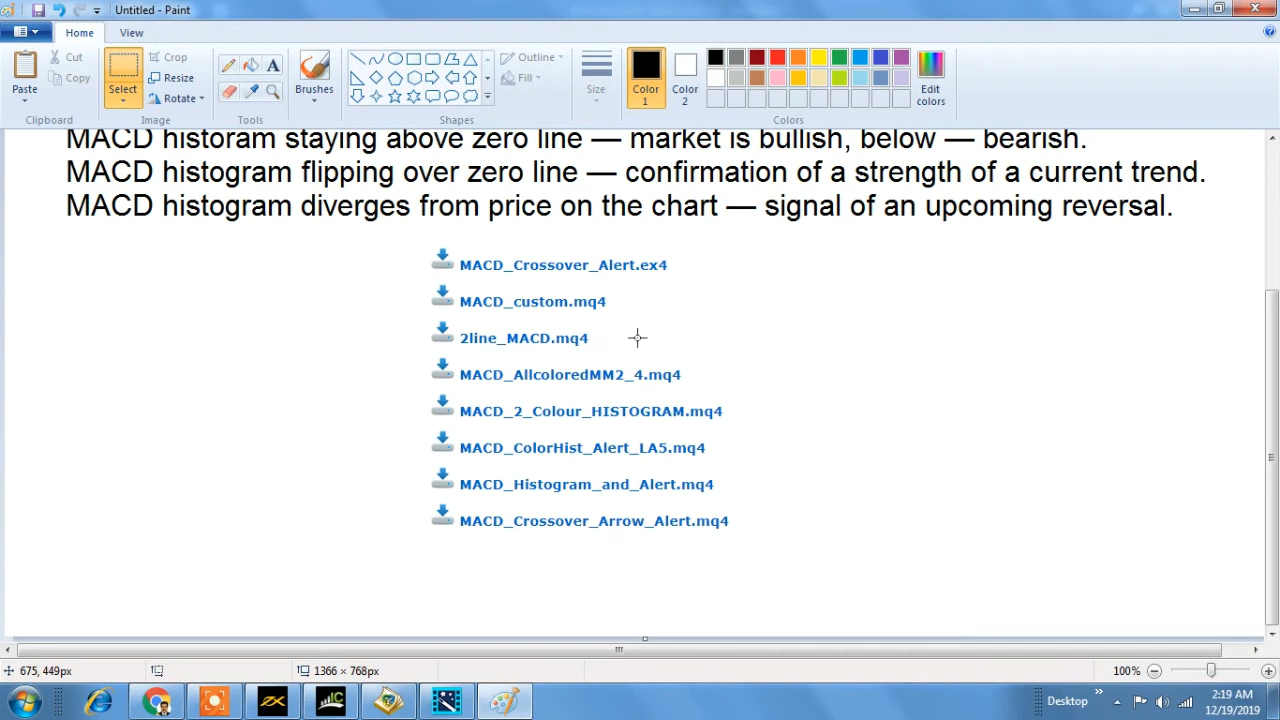 Untitled - Paint
Home
View
Paste
Cut
Copy
Clipboard
Select
Crop
Resize
Rotate
Image
A
Tools
Brushes
Shapes
Outline
Fill
Size
Color
1
Color
2
Edit
colors
Colors
MACD historam staying above zero line — market is bullish, below — bearish.
MACD histogram flipping over zero line — confirmation of a strength of a current trend.
MACD histogram diverges from price on the chart — signal of an upcoming reversal.
MACD_Crossover_Alert.ex4
MACD_custom.mq4
2line_MACD.mq4
MACD_AllcoloredMM2_4.mq4
MACD_2_Colour_HISTOGRAM.mq4
MACD_ColorHist_Alert_LA5.mq4
MACD_Histogram_and_Alert.mq4
MACD_Crossover_Arrow_Alert.mq4
675, 449px
1366 × 768px
100%
Desktop
2:19 AM
12/19/2019